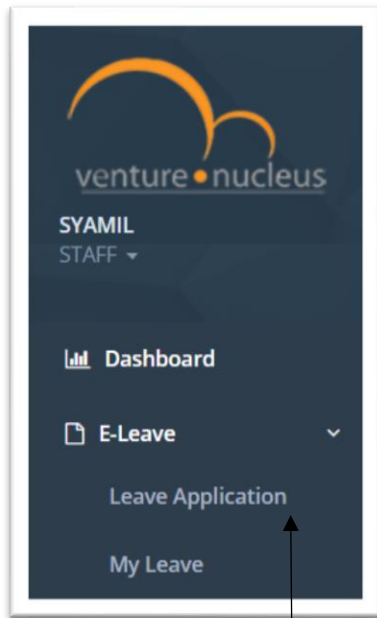 venture nucleus
SYAMIL
STAFF
Dashboard
E-Leave
Leave Application
My Leave